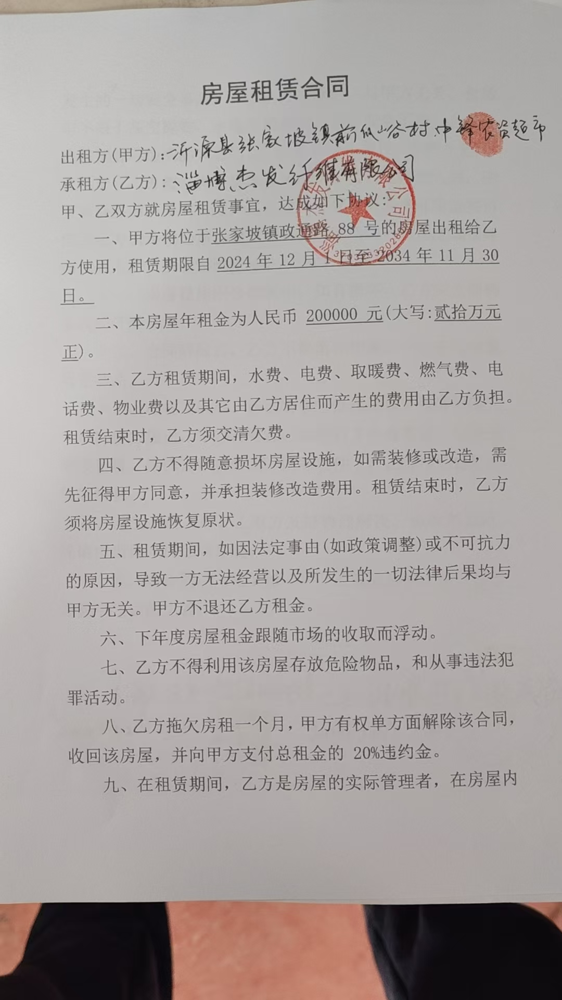 房屋租赁合同
出租方(甲方):沂源县张家坡镇前瓜峪村中锋农资超市
承租方(乙方):淄博杰发纤维有限公司
甲、乙双方就房屋租赁事宜，达成如下协议:
一、甲方将位于张家坡镇政通路 88 号的房屋出租给乙
方使用，租赁期限自 2024 年 12 月 1 日至 2034 年 11 月 30
日。
二、本房屋年租金为人民币 200000 元(大写:贰拾万元
正)。
三、乙方租赁期间，水费、电费、取暖费、燃气费、电
话费、物业费以及其它由乙方居住而产生的费用由乙方负担。
租赁结束时，乙方须交清欠费。
四、乙方不得随意损坏房屋设施，如需装修或改造，需
先征得甲方同意，并承担装修改造费用。租赁结束时，乙方
须将房屋设施恢复原状。
五、租赁期间，如因法定事由(如政策调整)或不可抗力
的原因，导致一方无法经营以及所发生的一切法律后果均与
甲方无关。甲方不退还乙方租金。
六、下年度房屋租金跟随市场的收取而浮动。
七、乙方不得利用该房屋存放危险物品，和从事违法犯
罪活动。
八、乙方拖欠房租一个月，甲方有权单方面解除该合同，
收回该房屋，并向甲方支付总租金的 20%违约金。
九、在租赁期间，乙方是房屋的实际管理者，在房屋内